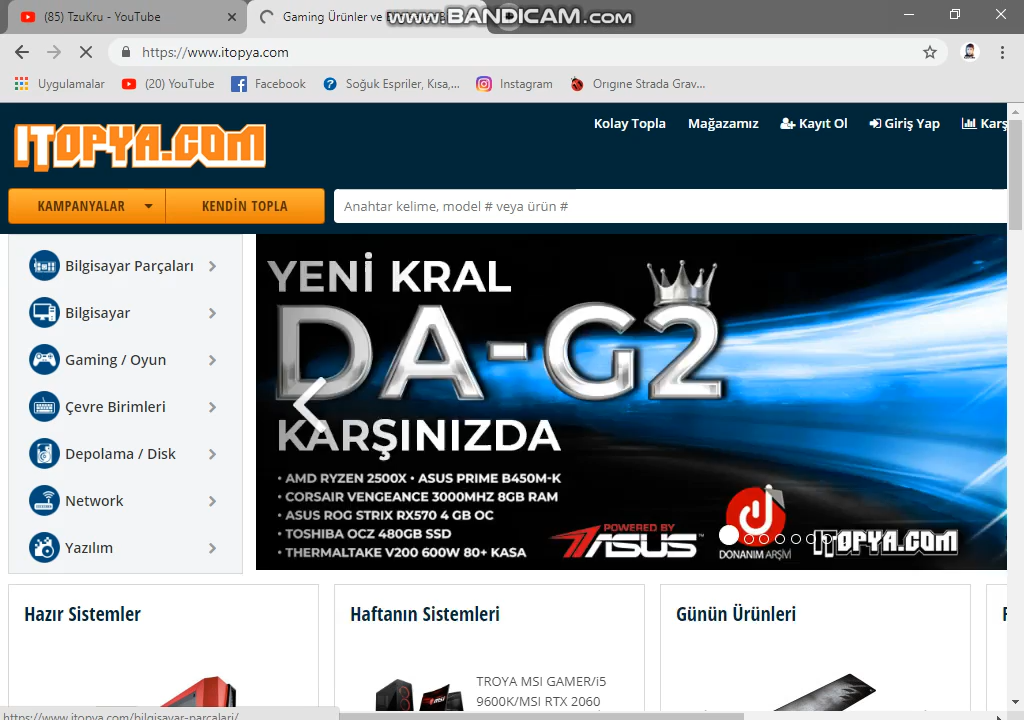 (85) TzuKru - YouTube
Gaming Ürünler ve
www.BANDICAM.com
https://www.itopya.com
Uygulamalar
(20) YouTube
Facebook
Soğuk Espriler, Kısa,...
Instagram
Orıgıne Strada Grav...
ITOPYA.COM
Kolay Topla
Mağazamız
Kayıt Ol
Giriş Yap
Karş
KAMPANYALAR
KENDİN TOPLA
Anahtar kelime, model # veya ürün #
Bilgisayar Parçaları
Bilgisayar
Gaming / Oyun
Çevre Birimleri
Depolama / Disk
Network
Yazılım
YENİ KRAL
DA-G2
KARŞINIZDA
• AMD RYZEN 2500X • ASUS PRIME B450M-K
• CORSAIR VENGEANCE 3000MHZ 8GB RAM
• ASUS ROG STRIX RX570 4 GB OC
• TOSHIBA OCZ 480GB SSD
• THERMALTAKE V200 600W 80+ KASA
POWERED BY
ASUS
DONANIM ARŞİVİ
ITOPYA.COM
Hazır Sistemler
Haftanın Sistemleri
Günün Ürünleri
TROYA MSI GAMER/i5
9600K/MSI RTX 2060
https://www.itopya.com/bilgisayar-parcalari/